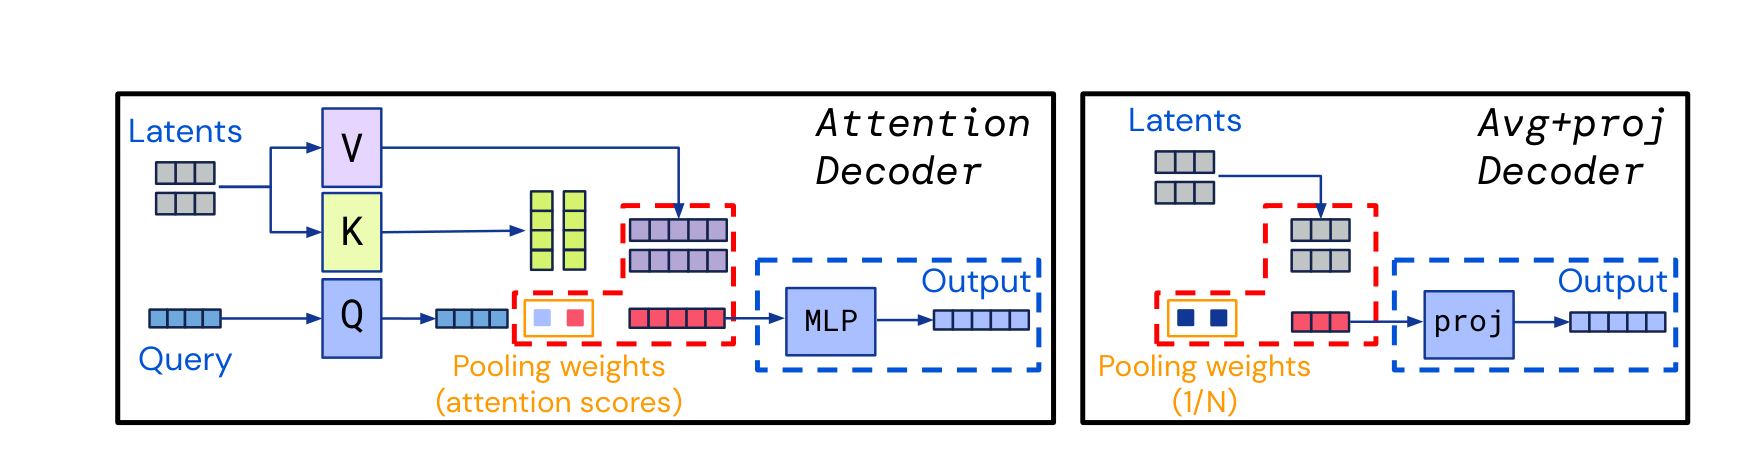 Attention
Decoder
Latents
V
K
Q
Query
Pooling weights
(attention scores)
MLP
Output
Avg+proj
Decoder
Latents
Pooling weights
(1/N)
proj
Output